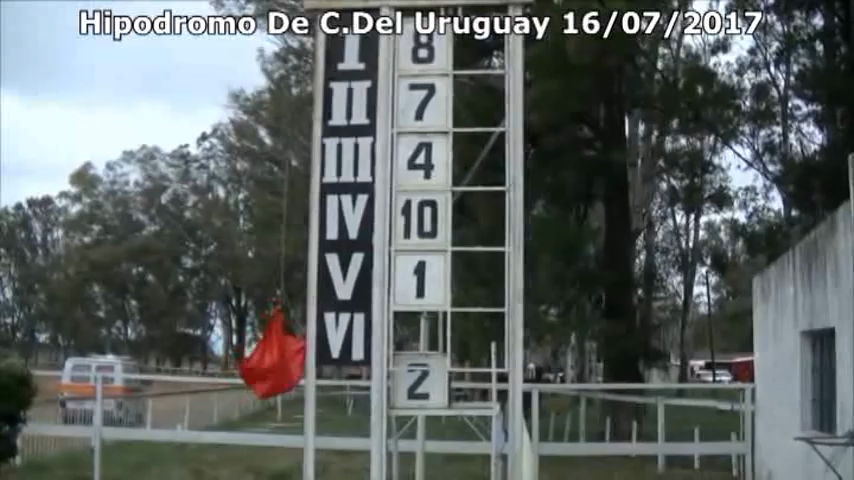 Hipodromo De C.Del Uruguay 16/07/2017
I 8
II 7
III 4
IV 10
V 1
VI
2